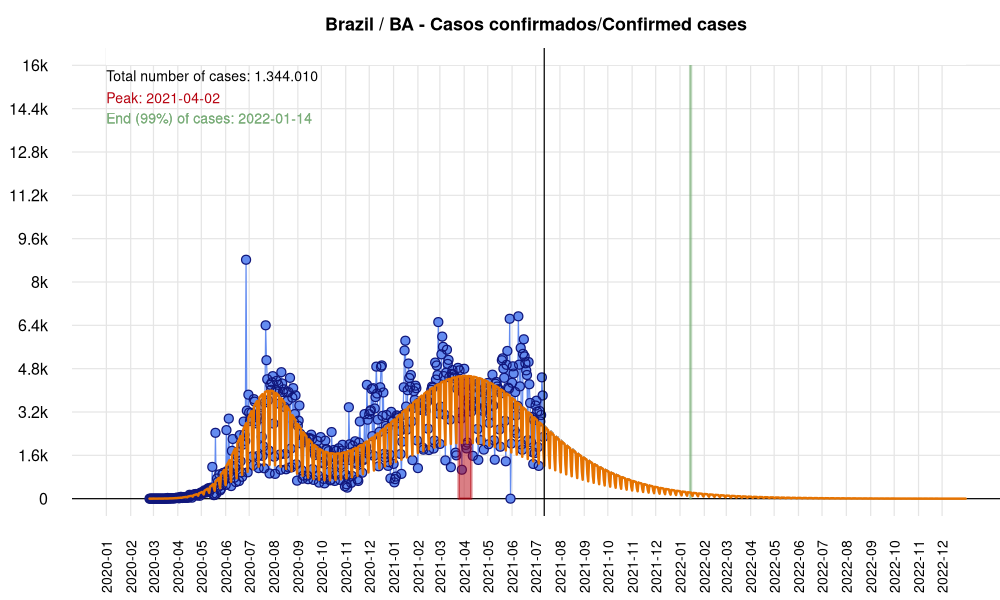 Brazil / BA - Casos confirmados/Confirmed cases
Total number of cases: 1.344.010
Peak: 2021-04-02
End (99%) of cases: 2022-01-14
16k
14.4k
12.8k
11.2k
9.6k
8k
6.4k
4.8k
3.2k
1.6k
0
2020-01
2020-02
2020-03
2020-04
2020-05
2020-06
2020-07
2020-08
2020-09
2020-10
2020-11
2020-12
2021-01
2021-02
2021-03
2021-04
2021-05
2021-06
2021-07
2021-08
2021-09
2021-10
2021-11
2021-12
2022-01
2022-02
2022-03
2022-04
2022-05
2022-06
2022-07
2022-08
2022-09
2022-10
2022-11
2022-12